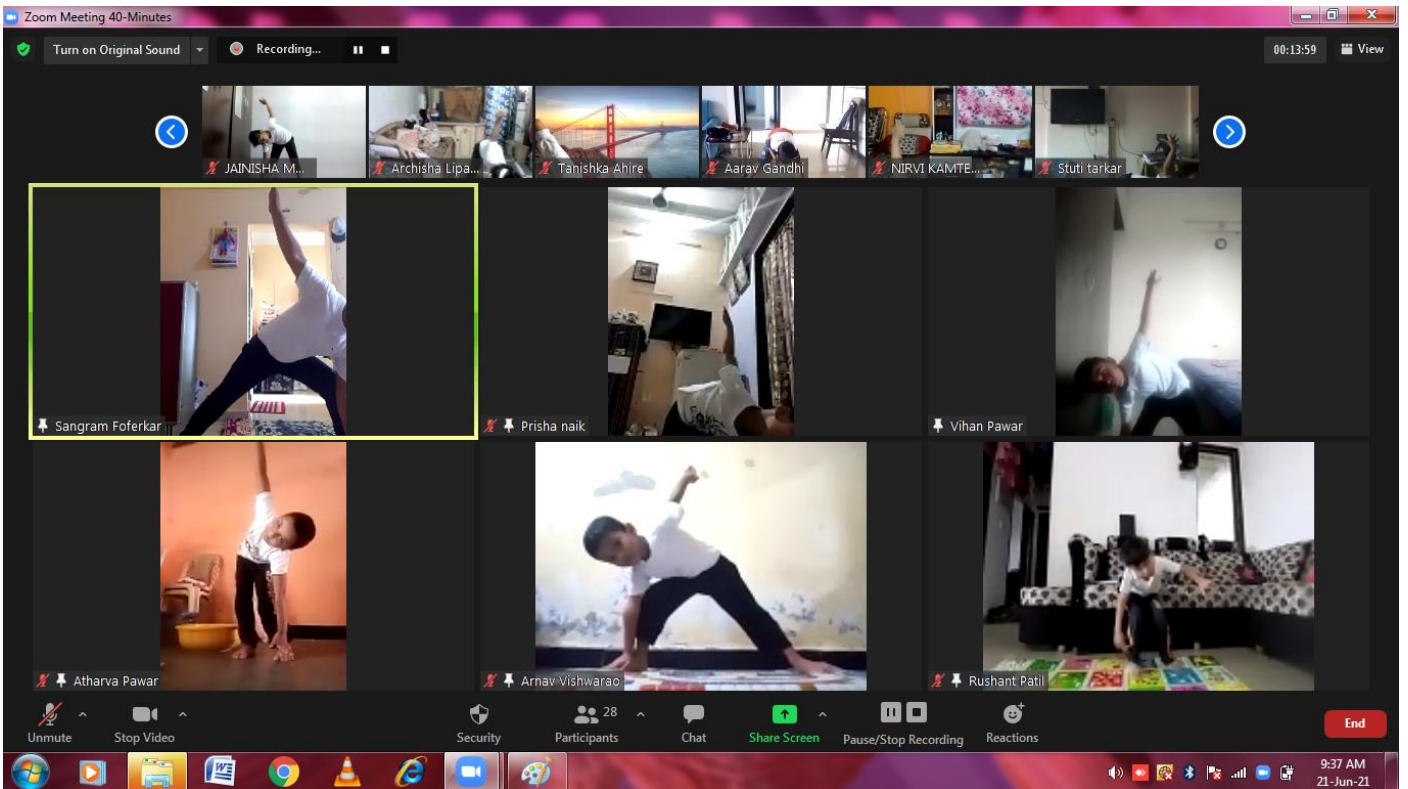 Zoom Meeting 40-Minutes
Turn on Original Sound
Recording...
00:13:59
View
JAINISHA M...
Archisha Lipa...
Tanishka Ahire
Aarav Gandhi
NIRVI KAMTE...
Stuti tarkar
Sangram Foferkar
Prisha naik
Vihan Pawar
Atharva Pawar
Arnav Vishwarao
Rushant Patil
Unmute
Stop Video
Security
28
Participants
Chat
Share Screen
Pause/Stop Recording
Reactions
End
9:37 AM
21-Jun-21